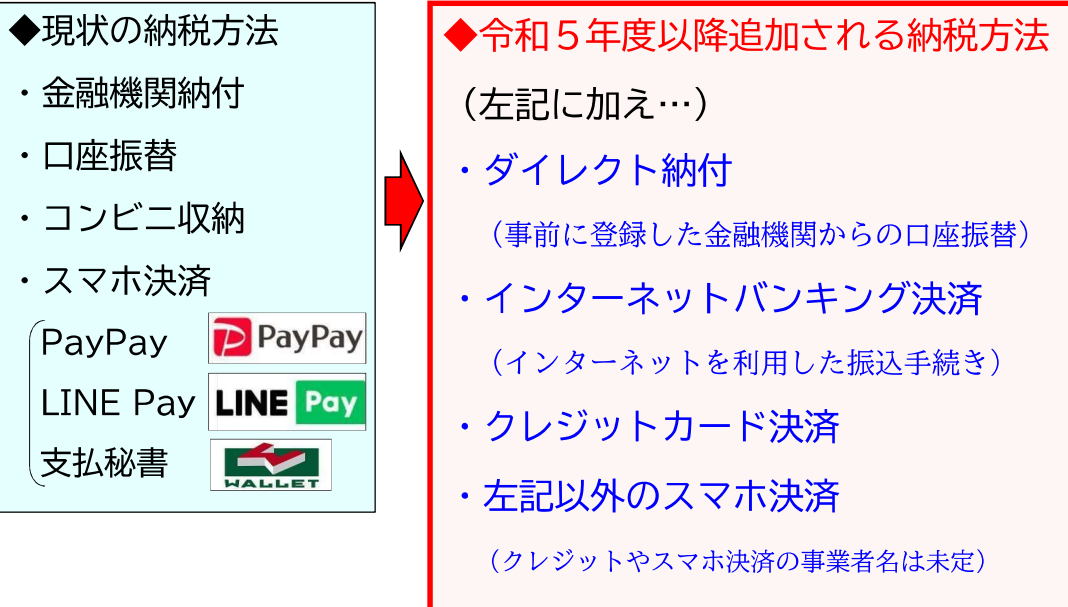 ◆現状の納税方法
・金融機関納付
・口座振替
・コンビニ収納
・スマホ決済
PayPay
PayPay
LINE Pay
LINE Pay
支払秘書
WALLET
◆令和５年度以降追加される納税方法
（左記に加え…）
・ダイレクト納付
（事前に登録した金融機関からの口座振替）
・インターネットバンキング決済
（インターネットを利用した振込手続き）
・クレジットカード決済
・左記以外のスマホ決済
（クレジットやスマホ決済の事業者名は未定）